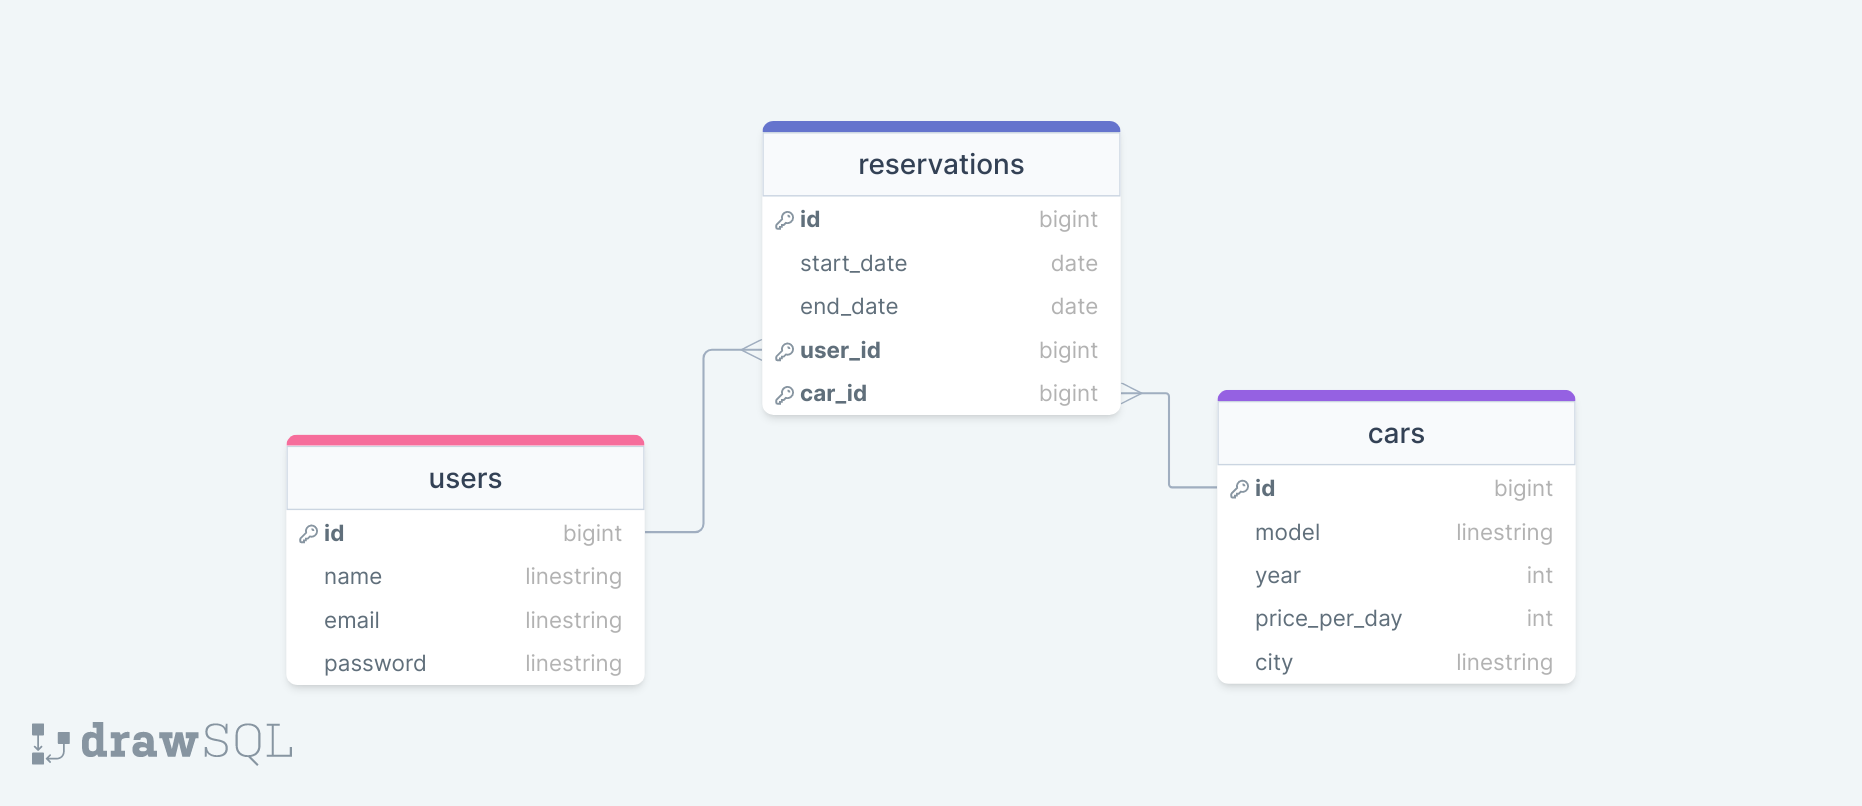 reservations
id bigint
start_date date
end_date date
user_id bigint
car_id bigint
users
id bigint
name linestring
email linestring
password linestring
cars
id bigint
model linestring
year int
price_per_day int
city linestring
drawSQL